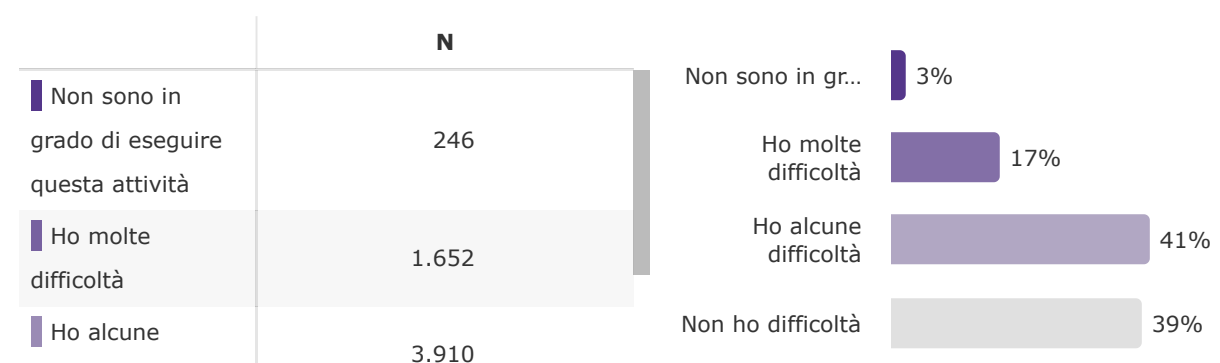 N
Non sono in
grado di eseguire
questa attività
246
Ho molte
difficoltà
1.652
Ho alcune
3.910
Non sono in gr...
3%
Ho molte
difficoltà
17%
Ho alcune
difficoltà
41%
Non ho difficoltà
39%